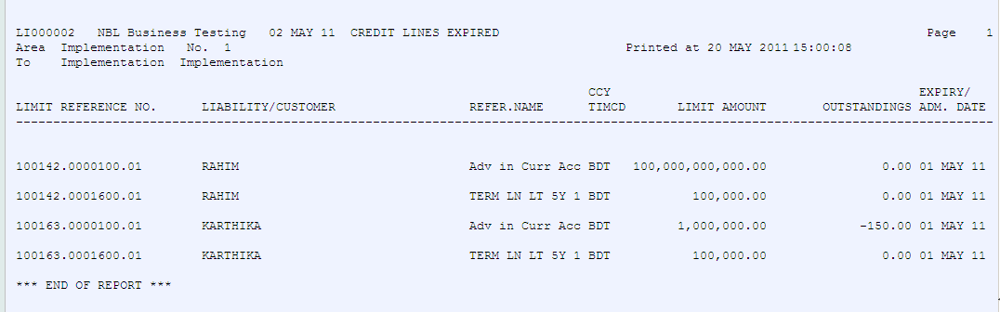 LI000002   NBL Business Testing   02 MAY 11  CREDIT LINES EXPIRED   Page   1
Area  Implementation   No.  1   Printed at 20 MAY 2011 15:00:08
To    Implementation  Implementation
CCY   EXPIRY/
LIMIT REFERENCE NO.   LIABILITY/CUSTOMER   REFER.NAME   TIMCD   LIMIT AMOUNT   OUTSTANDINGS ADM. DATE
100142.0000100.01   RAHIM   Adv in Curr Acc BDT   100,000,000,000.00   0.00 01 MAY 11
100142.0001600.01   RAHIM   TERM LN LT 5Y 1 BDT   100,000.00   0.00 01 MAY 11
100163.0000100.01   KARTHIKA   Adv in Curr Acc BDT   1,000,000.00   -150.00 01 MAY 11
100163.0001600.01   KARTHIKA   TERM LN LT 5Y 1 BDT   100,000.00   0.00 01 MAY 11
*** END OF REPORT ***